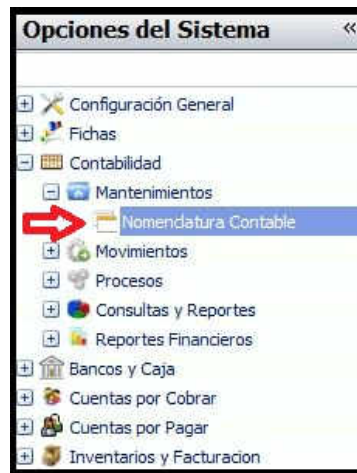 Opciones del Sistema «
Configuración General
Fichas
Contabilidad
Mantenimientos
Nomenclatura Contable
Movimientos
Procesos
Consultas y Reportes
Reportes Financieros
Bancos y Caja
Cuentas por Cobrar
Cuentas por Pagar
Inventarios y Facturacion